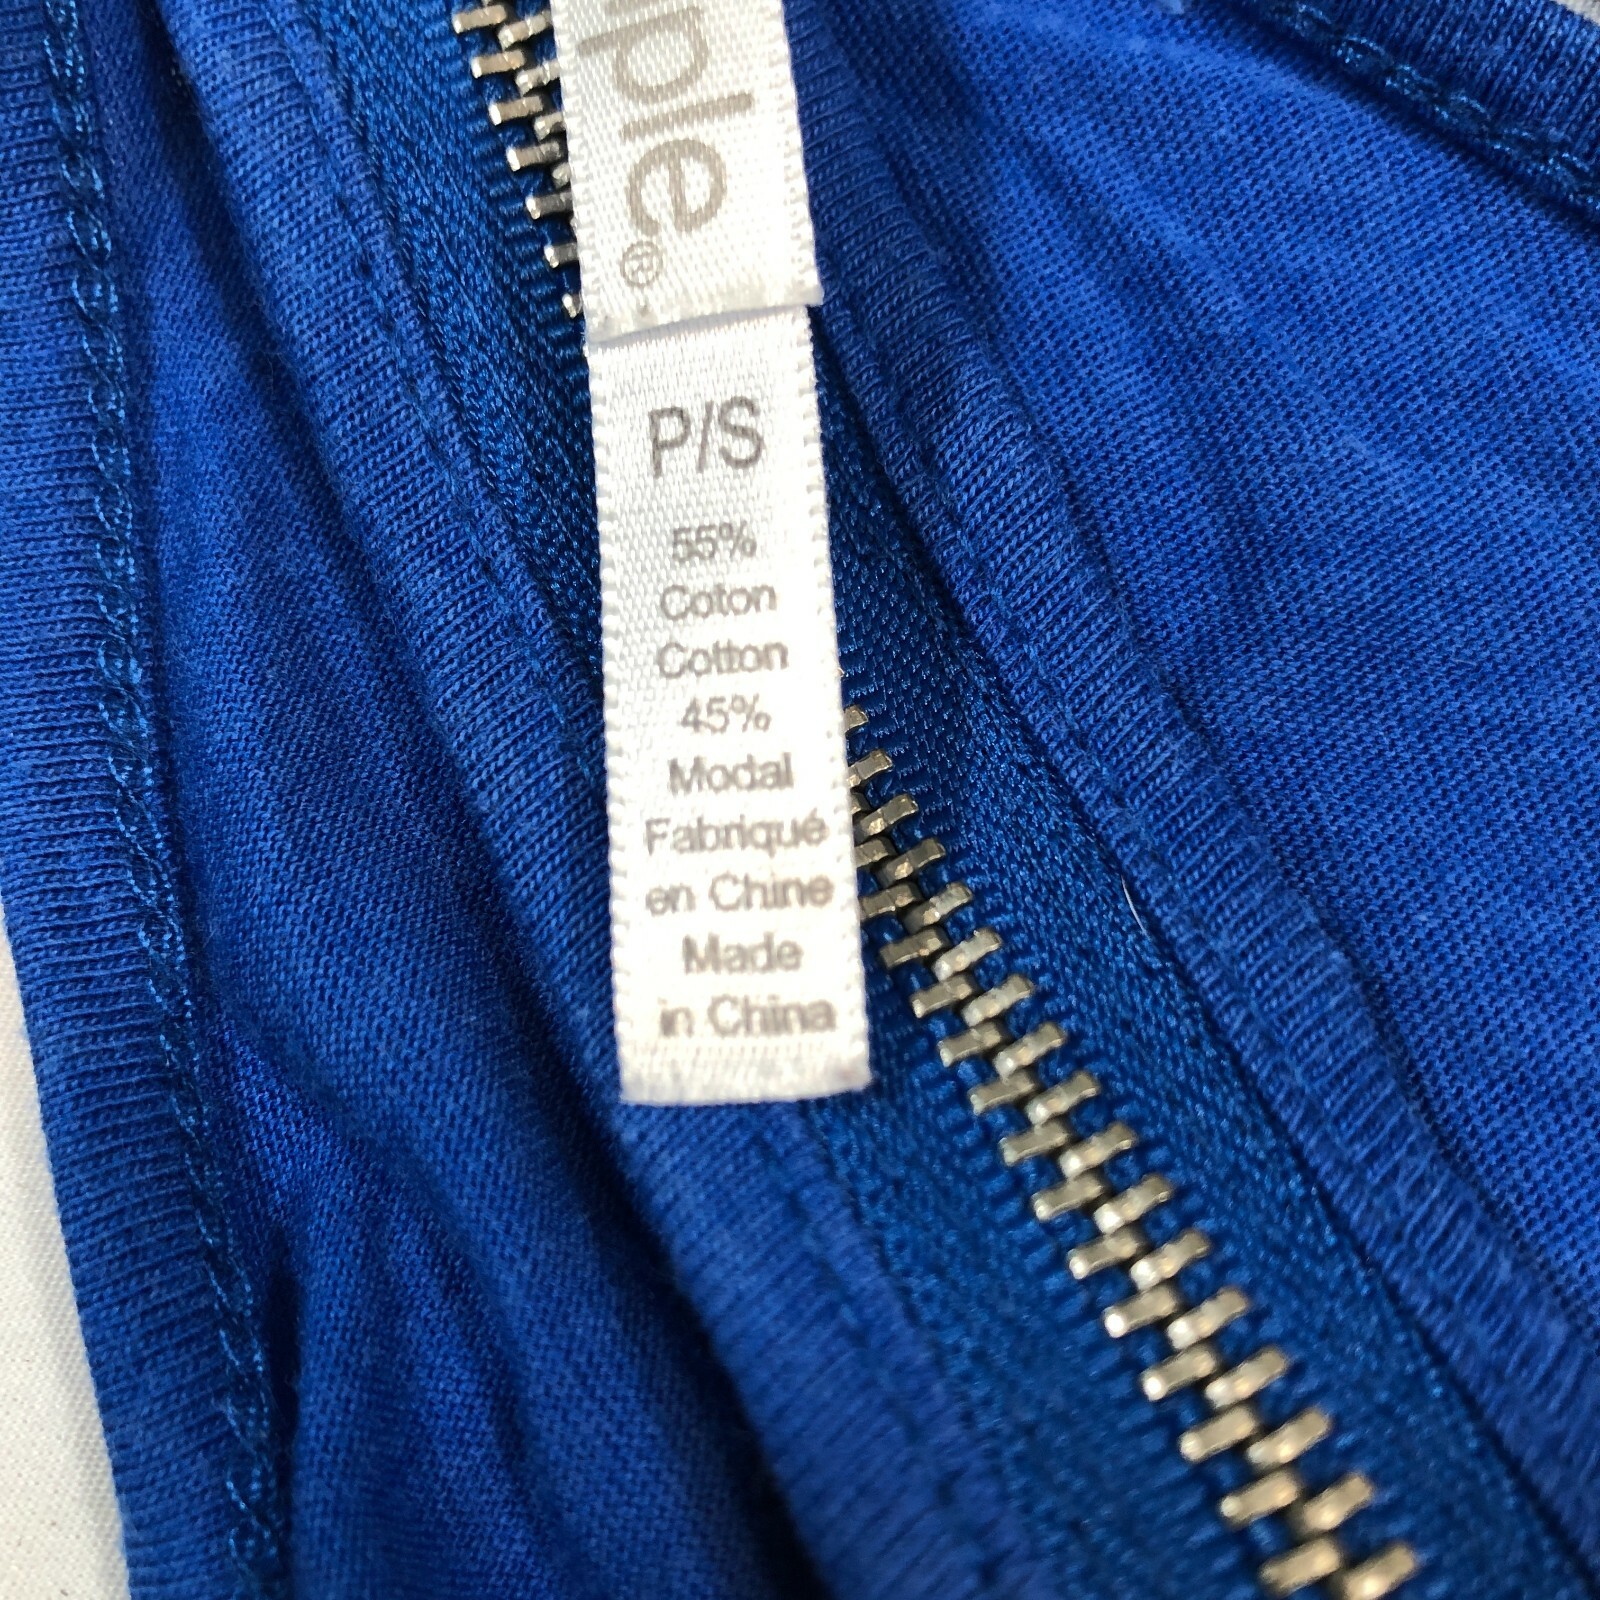 ple®
P/S
55%
Coton
Cotton
45%
Modal
Fabriqué
en Chine
Made
in China